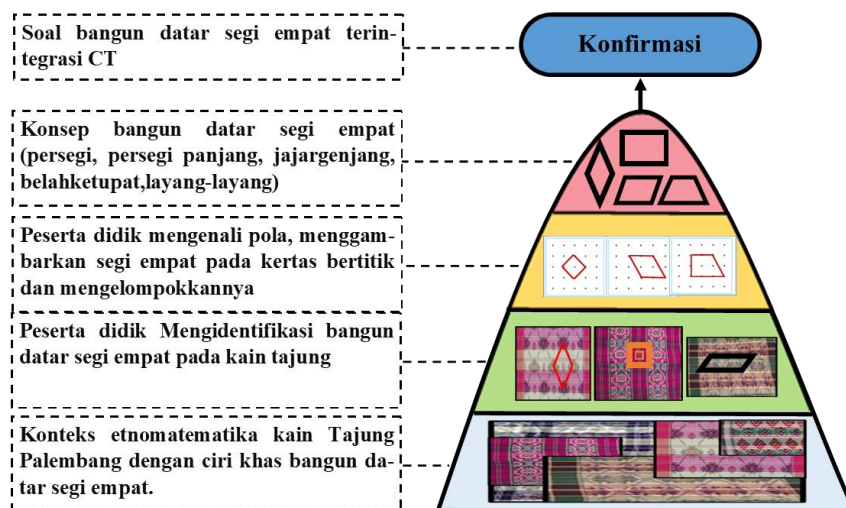 Soal bangun datar segi empat terin-
tegrasi CT
Konfirmasi
Konsep bangun datar segi empat
(persegi, persegi panjang, jajargenjang,
belahketupat,layang-layang)
Peserta didik mengenali pola, menggam-
barkan segi empat pada kertas bertitik
dan mengelompokkannya
Peserta didik Mengidentifikasi bangun
datar segi empat pada kain tajung
Konteks etnomatematika kain Tajung
Palembang dengan ciri khas bangun da-
tar segi empat.